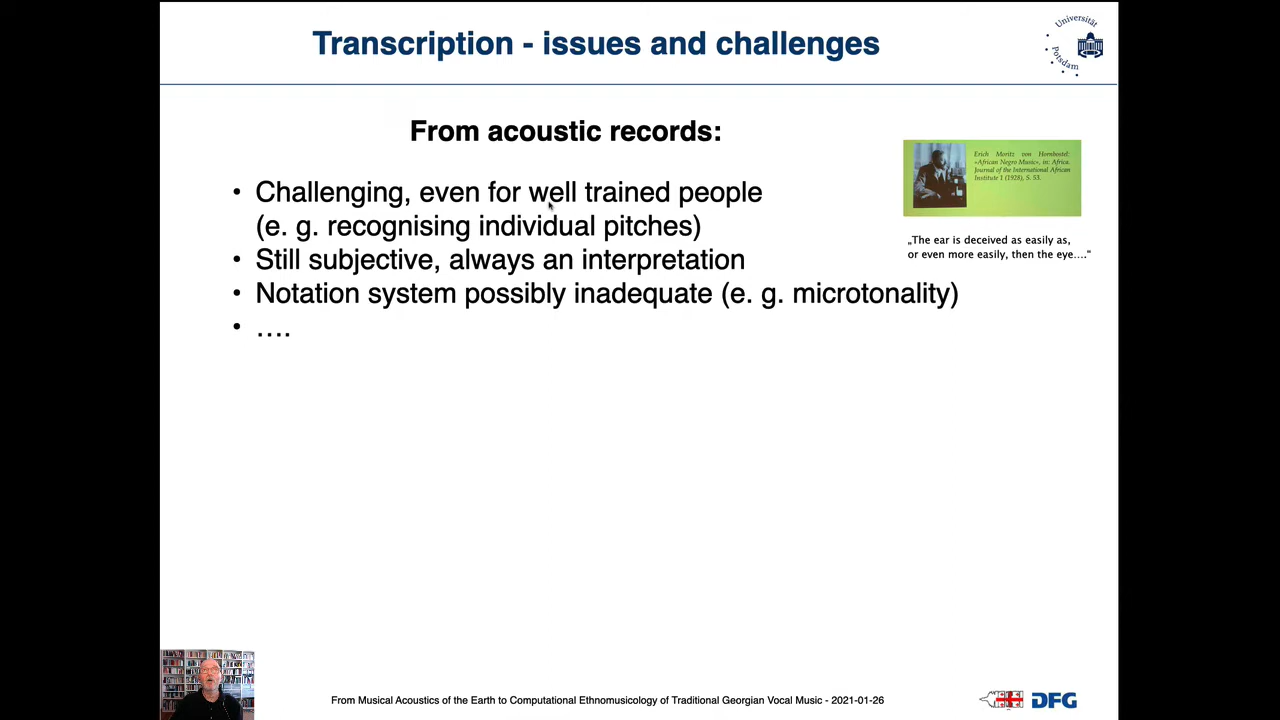 Transcription - issues and challenges
Universität
Potsdam
From acoustic records:
Erich Moritz von Hornbostel:
»African Negro Music«, in: Africa.
Journal of the International African
Institute 1 (1928), S. 53.
• Challenging, even for well trained people
(e. g. recognising individual pitches)
„The ear is deceived as easily as,
or even more easily, then the eye…."
• Still subjective, always an interpretation
• Notation system possibly inadequate (e. g. microtonality)
• ….
From Musical Acoustics of the Earth to Computational Ethnomusicology of Traditional Georgian Vocal Music - 2021-01-26
DFG